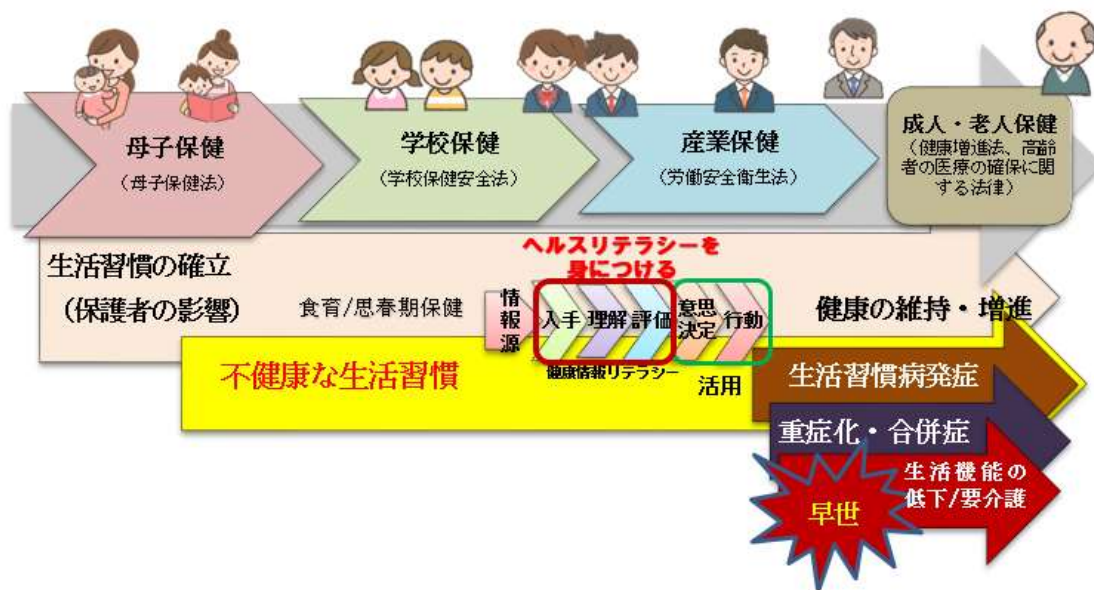 母子保健
（母子保健法）
学校保健
（学校保健安全法）
産業保健
（労働安全衛生法）
成人・老人保健
（健康増進法、高齢
者の医療の確保に関
する法律）
生活習慣の確立
（保護者の影響）
食育/思春期保健
ヘルスリテラシーを
身につける
情報源
入手
理解
評価
意思
決定
行動
健康情報リテラシー
活用
健康の維持・増進
不健康な生活習慣
生活習慣病発症
重症化・合併症
生活機能の
低下/要介護
早世